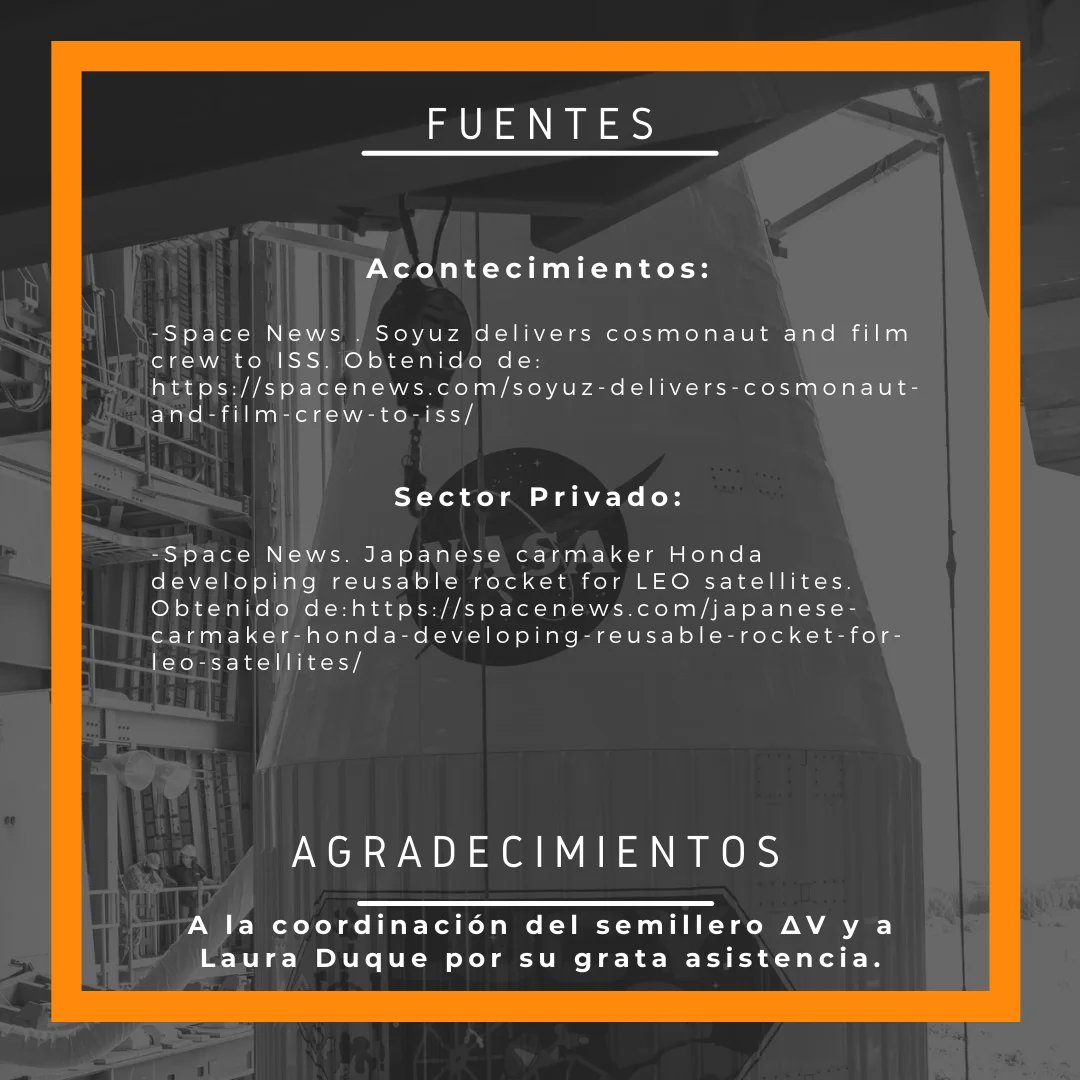 FUENTES
Acontecimientos:
-Space News . Soyuz delivers cosmonaut and film
crew to ISS. Obtenido de:
https://spacenews.com/soyuz-delivers-cosmonaut-
and-film-crew-to-iss/
Sector Privado:
NASA
-Space News. Japanese carmaker Honda
developing reusable rocket for LEO satellites.
Obtenido de:https://spacenews.com/japanese-
carmaker-honda-developing-reusable-rocket-for-
leo-satellites/
AGRADECIMIENTOS
A la coordinación del semillero ΔV y a
Laura Duque por su grata asistencia.